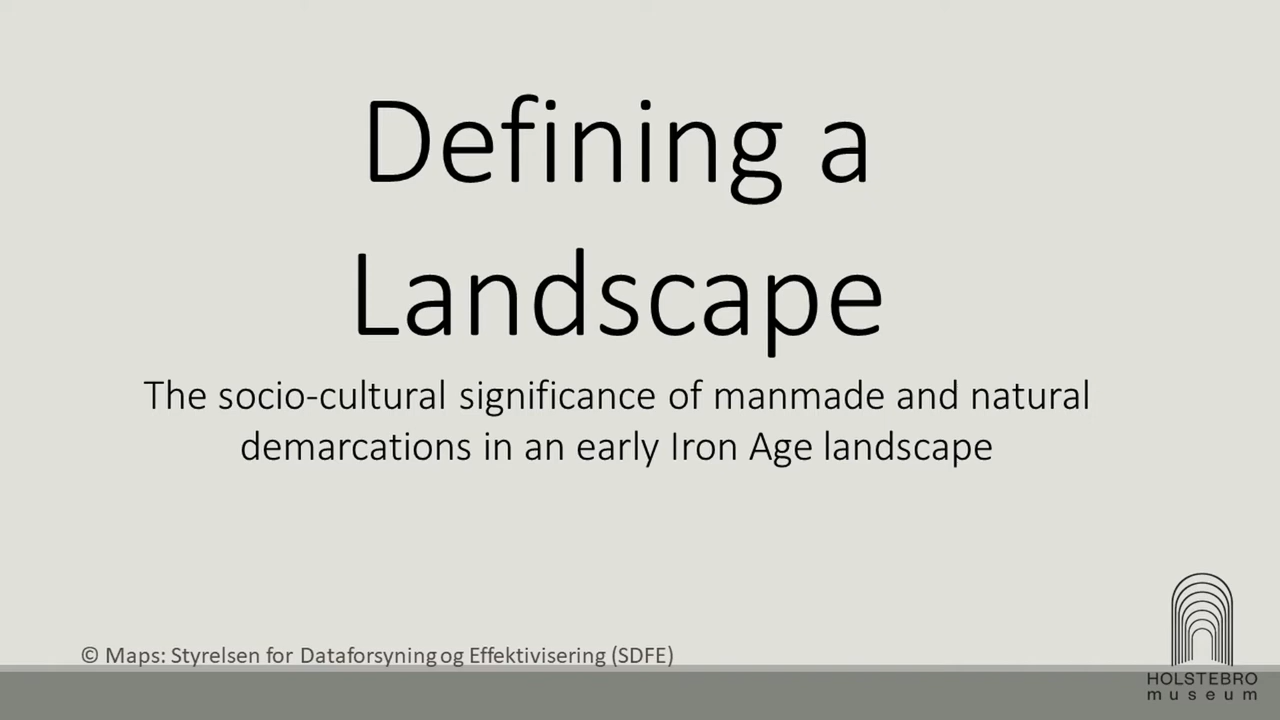 Defining a
Landscape
The socio-cultural significance of manmade and natural
demarcations in an early Iron Age landscape
© Maps: Styrelsen for Dataforsyning og Effektivisering (SDFE)
HOLSTEBRO
museum